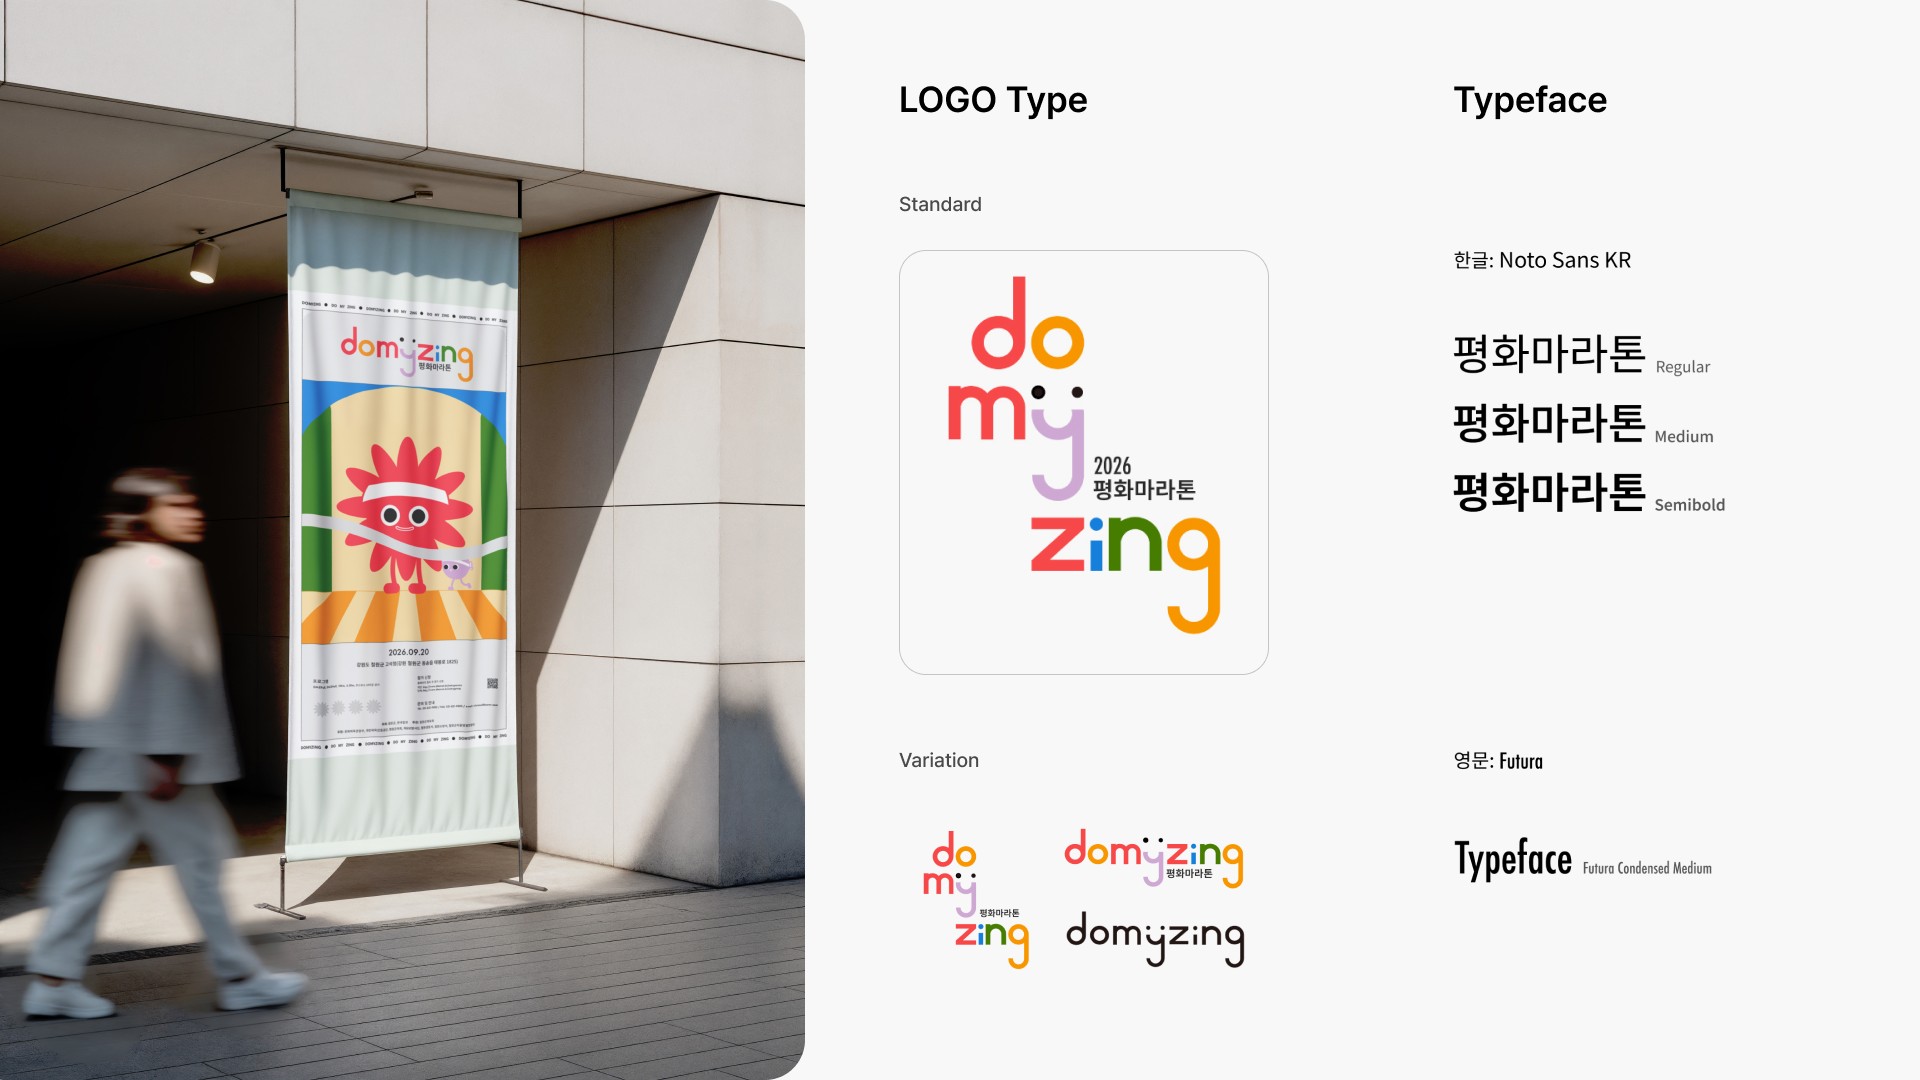 domyzing
평화마라톤
2026.09.20
LOGO Type
Standard
do
my
2026
평화마라톤
zing
Variation
do
my
평화마라톤
zing
domyzing
평화마라톤
domyzing
Typeface
한글: Noto Sans KR
평화마라톤 Regular
평화마라톤 Medium
평화마라톤 Semibold
영문: Futura
Typeface Futura Condensed Medium